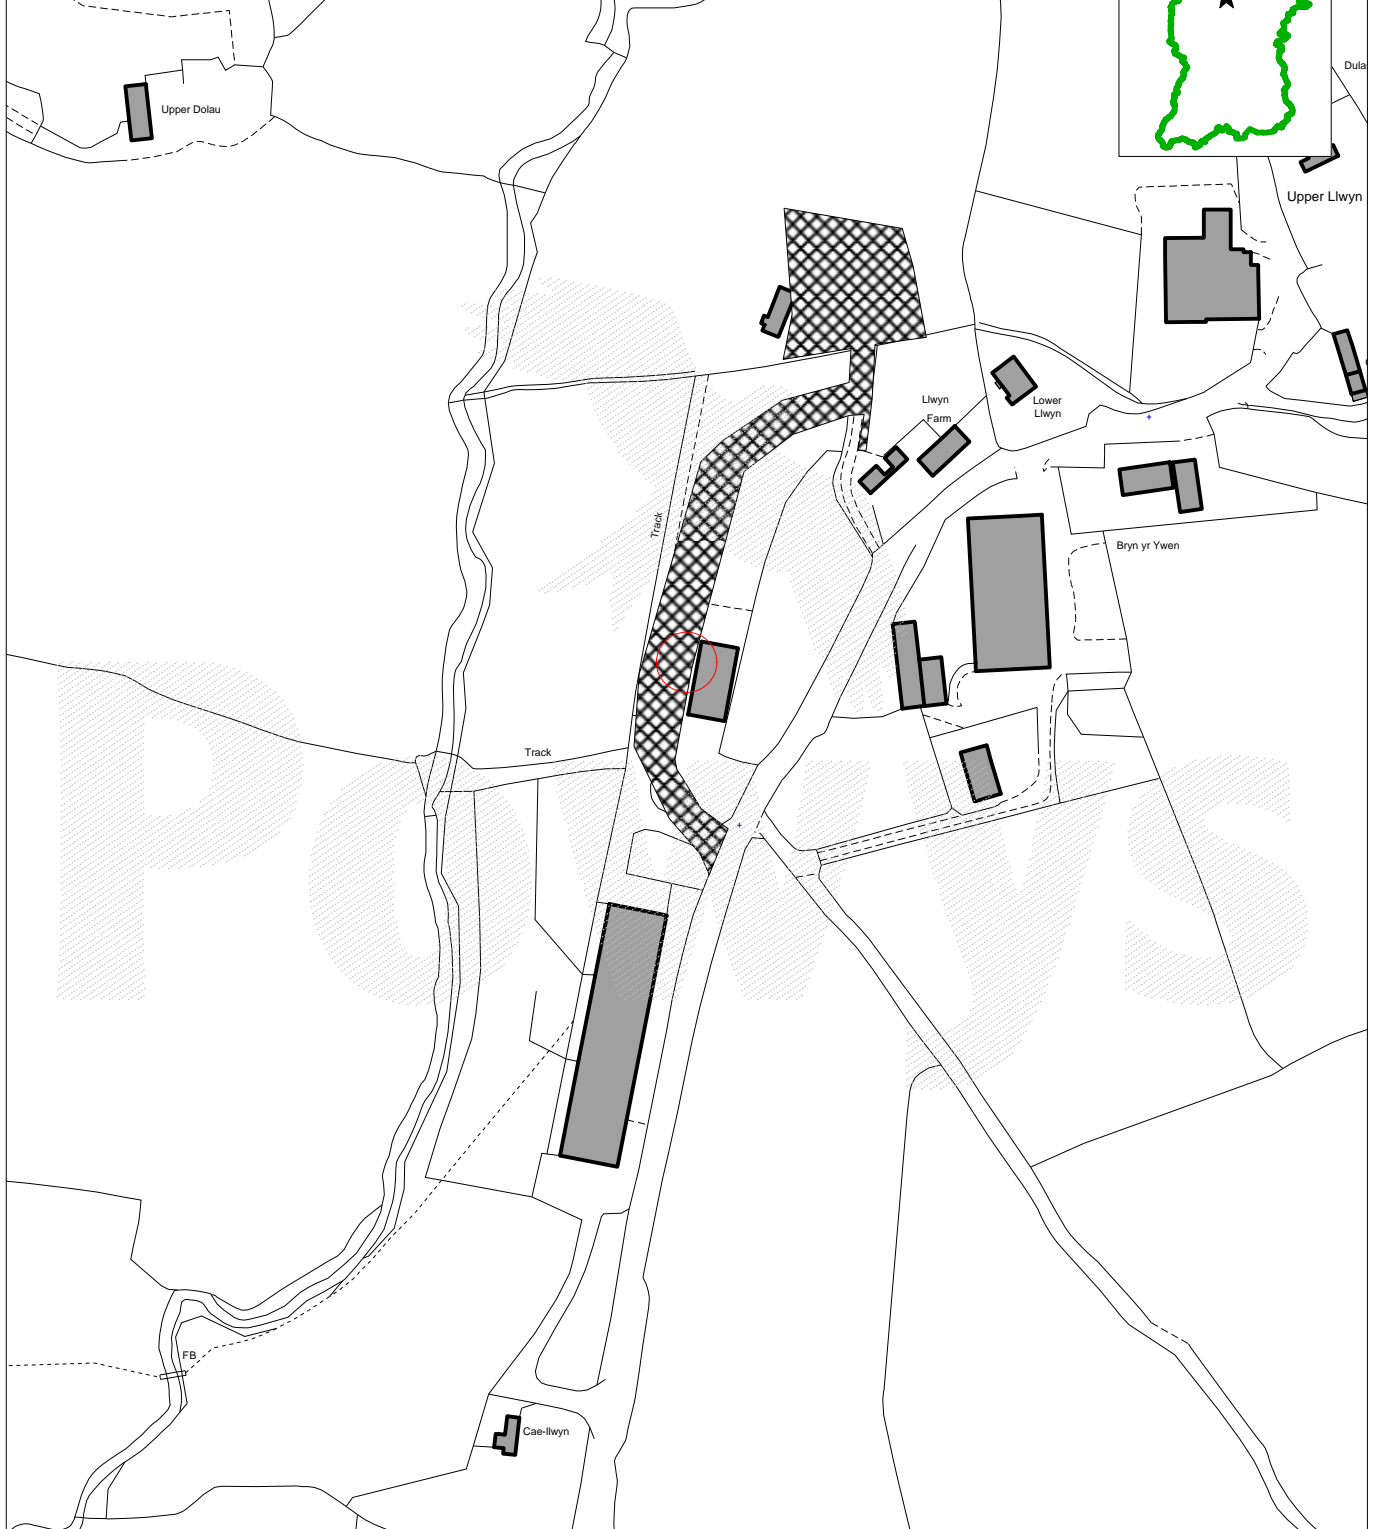 Dula
Upper Dolau
Upper Llwyn
Llwyn
Farm
Lower
Llwyn
Track
Bryn yr Ywen
Track
Powys
FB
Cae-llwyn